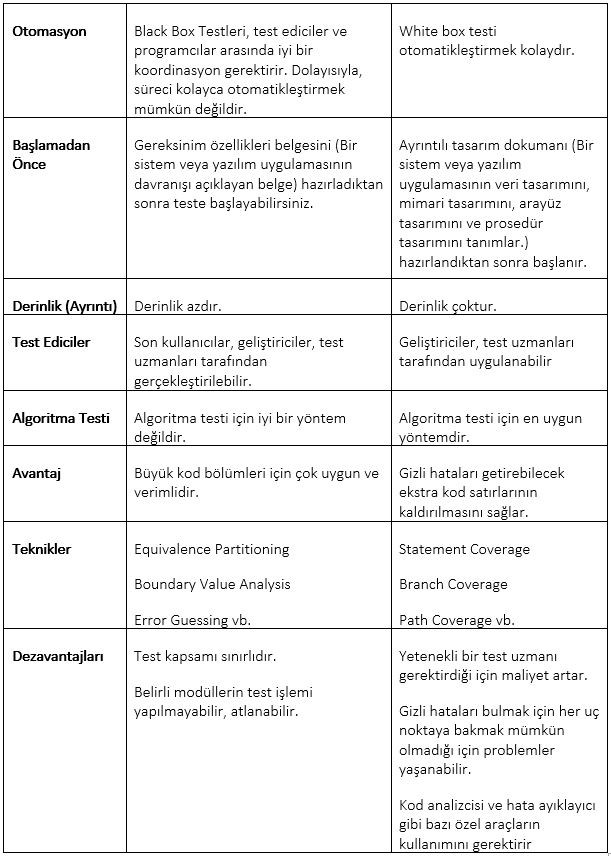 Otomasyon
Black Box Testleri, test ediciler ve
programcılar arasında iyi bir
koordinasyon gerektirir. Dolayısıyla,
süreci kolayca otomatikleştirmek
mümkün değildir.
White box testi
otomatikleştirmek kolaydır.
Başlamadan
Önce
Gereksinim özellikleri belgesini (Bir
sistem veya yazılım uygulamasının
davranışı açıklayan belge) hazırladıktan
sonra teste başlayabilirsiniz.
Ayrıntılı tasarım dokumanı (Bir
sistem veya yazılım
uygulamasının veri tasarımını,
mimari tasarımını, arayüz
tasarımını ve prosedür
tasarımını tanımlar.)
hazırlandıktan sonra başlanır.
Derinlik (Ayrıntı)
Derinlik azdır.
Derinlik çoktur.
Test Ediciler
Son kullanıcılar, geliştiriciler, test
uzmanları tarafından
gerçekleştirilebilir.
Geliştiriciler, test uzmanları
tarafından uygulanabilir
Algoritma Testi
Algoritma testi için iyi bir yöntem
değildir.
Algoritma testi için en uygun
yöntemdir.
Avantaj
Büyük kod bölümleri için çok uygun ve
verimlidir.
Gizli hataları getirebilecek
ekstra kod satırlarının
kaldırılmasını sağlar.
Teknikler
Equivalence Partitioning
Boundary Value Analysis
Error Guessing vb.
Statement Coverage
Branch Coverage
Path Coverage vb.
Dezavantajları
Test kapsamı sınırlıdır.
Belirli modüllerin test işlemi
yapılmayabilir, atlanabilir.
Yetenekli bir test uzmanı
gerektirdiği için maliyet artar.
Gizli hataları bulmak için her uç
noktaya bakmak mümkün
olmadığı için problemler
yaşanabilir.
Kod analizcisi ve hata ayıklayıcı
gibi bazı özel araçların
kullanımını gerektirir